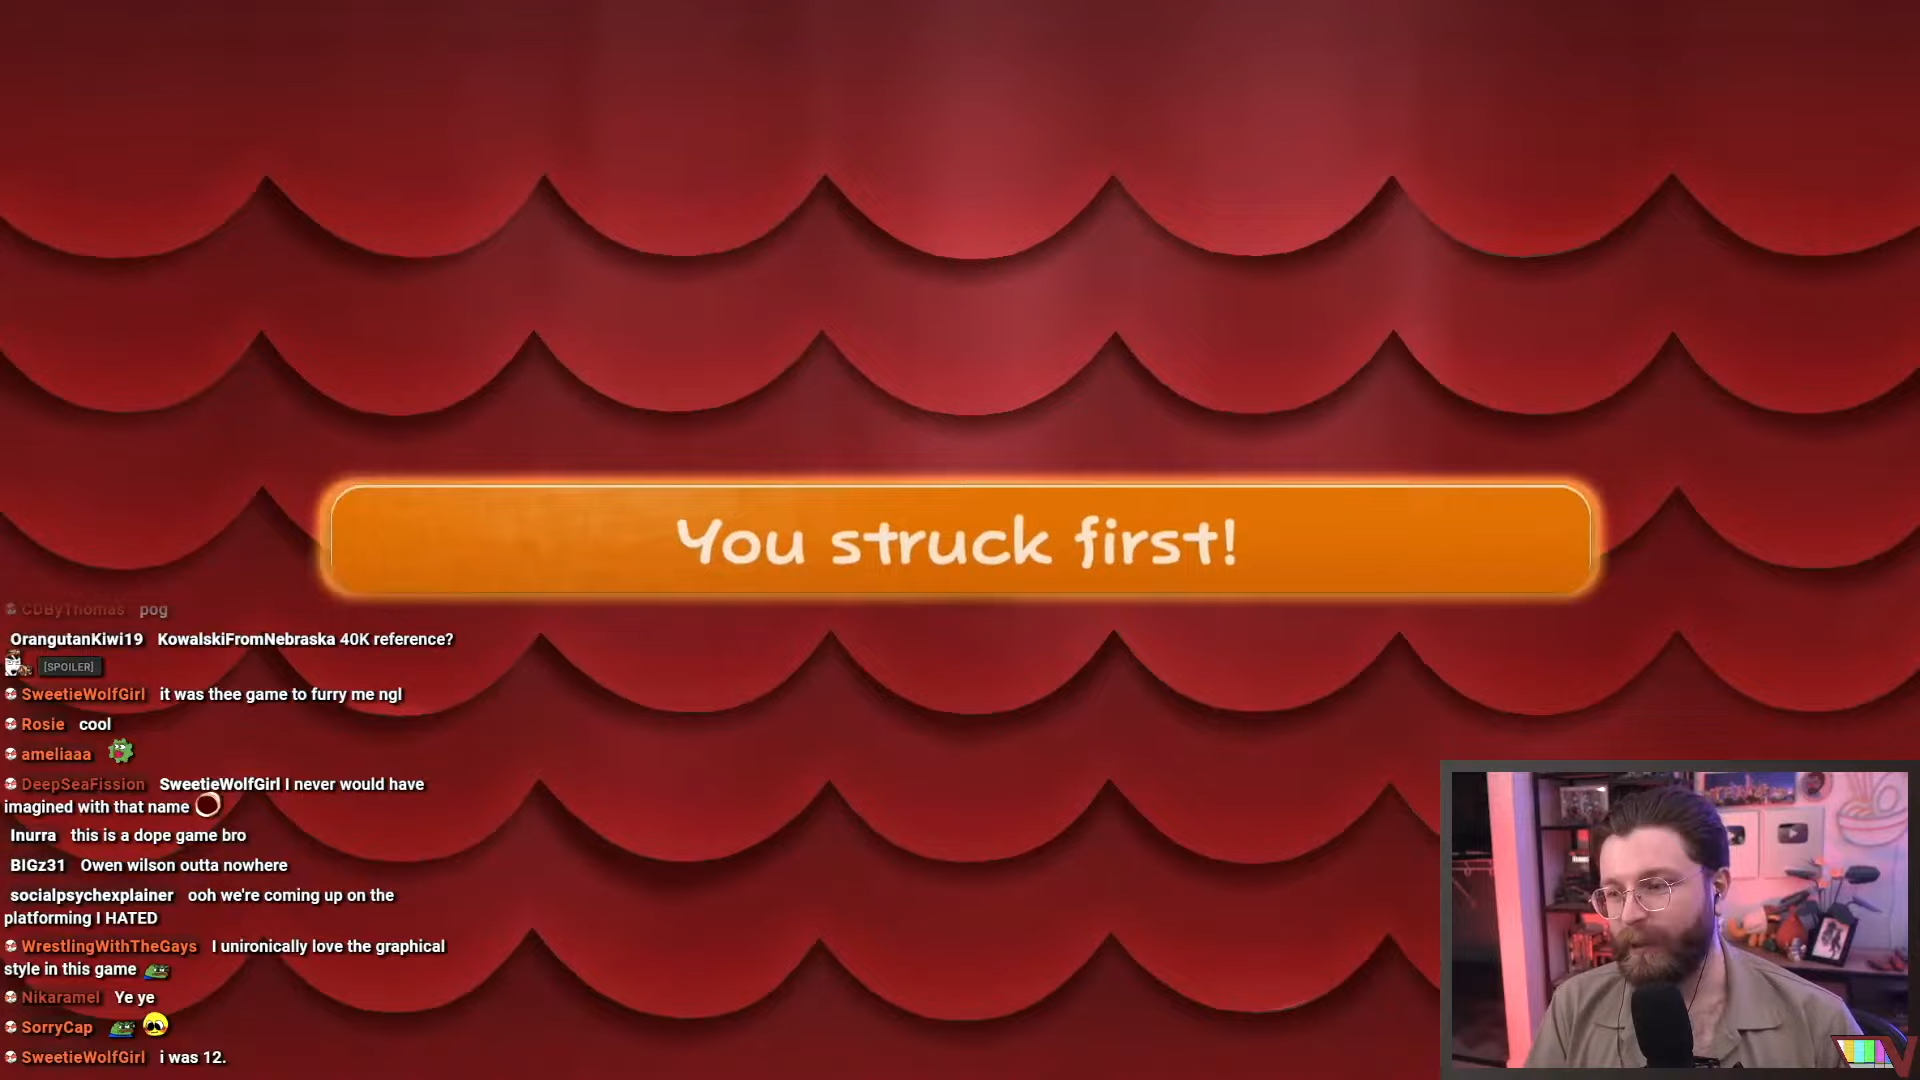 You struck first!
CDByThomas pog
OrangutanKiwi19 KowalskiFromNebraska 40K reference?
[SPOILER]
SweetieWolfGirl it was thee game to furry me ngl
Rosie cool
ameliaaa
DeepSeaFission SweetieWolfGirl I never would have
imagined with that name
Inurra this is a dope game bro
BIGz31 Owen wilson outta nowhere
socialpsychexplainer ooh we're coming up on the
platforming I HATED
WrestlingWithTheGays I unironically love the graphical
style in this game
Nikaramel Ye ye
SorryCap
SweetieWolfGirl i was 12.